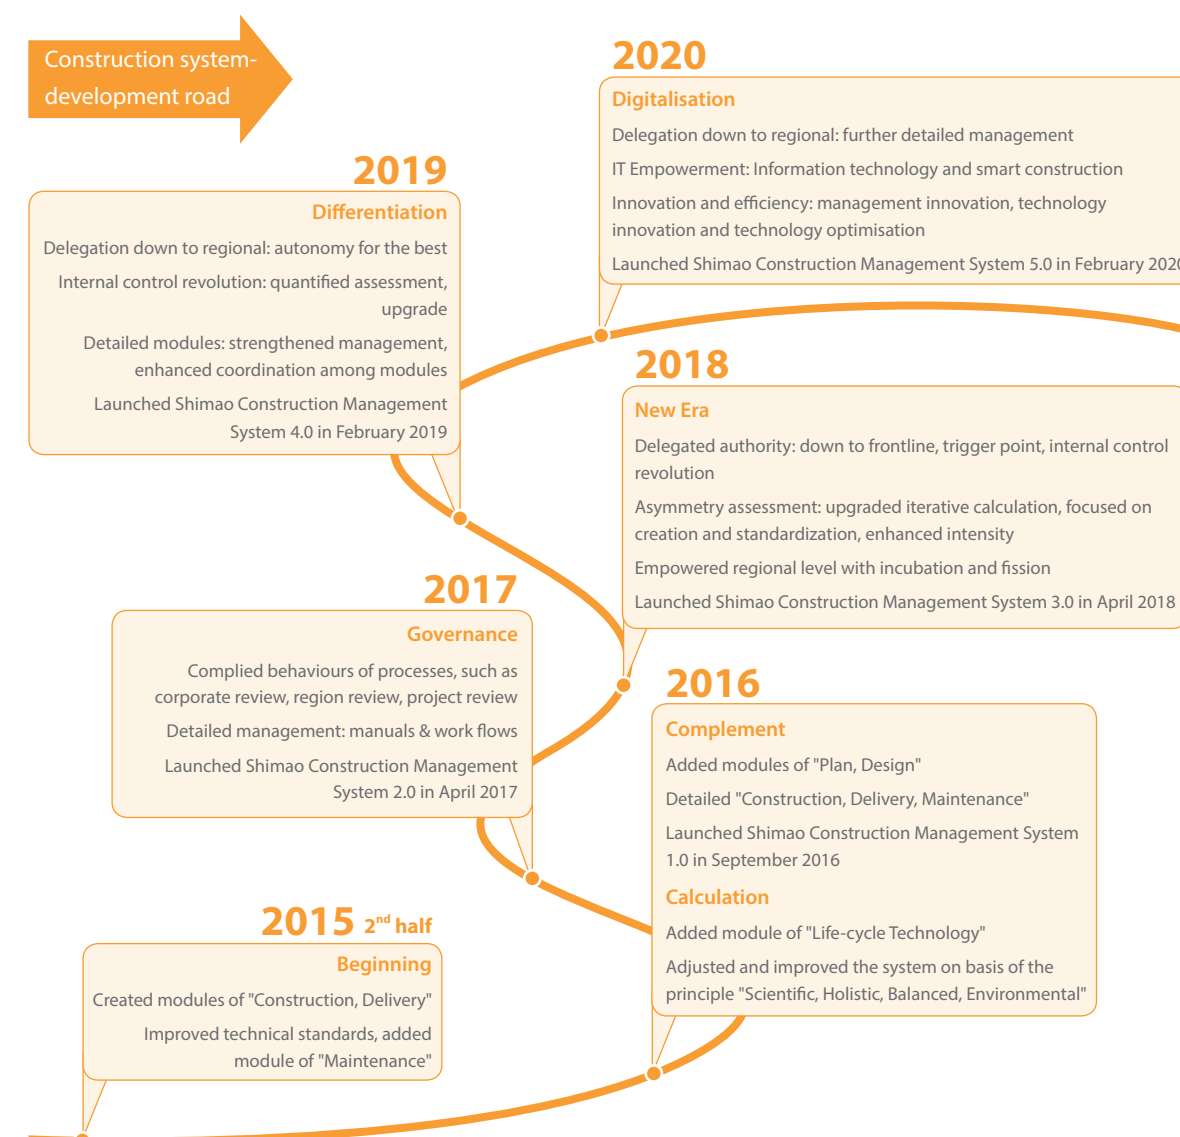 Construction system-
development road
2020
Digitalisation
Delegation down to regional: further detailed management
IT Empowerment: Information technology and smart construction
Innovation and efficiency: management innovation, technology
innovation and technology optimisation
Launched Shimao Construction Management System 5.0 in February 2020
2019
Differentiation
Delegation down to regional: autonomy for the best
Internal control revolution: quantified assessment,
upgrade
Detailed modules: strengthened management,
enhanced coordination among modules
Launched Shimao Construction Management
System 4.0 in February 2019
2018
New Era
Delegated authority: down to frontline, trigger point, internal control
revolution
Asymmetry assessment: upgraded iterative calculation, focused on
creation and standardization, enhanced intensity
Empowered regional level with incubation and fission
Launched Shimao Construction Management System 3.0 in April 2018
2017
Governance
Complied behaviours of processes, such as
corporate review, region review, project review
Detailed management: manuals & work flows
Launched Shimao Construction Management
System 2.0 in April 2017
2016
Complement
Added modules of "Plan, Design"
Detailed "Construction, Delivery, Maintenance"
Launched Shimao Construction Management System
1.0 in September 2016
Calculation
Added module of "Life-cycle Technology"
Adjusted and improved the system on basis of the
principle "Scientific, Holistic, Balanced, Environmental"
2015 2nd half
Beginning
Created modules of "Construction, Delivery"
Improved technical standards, added
module of "Maintenance"